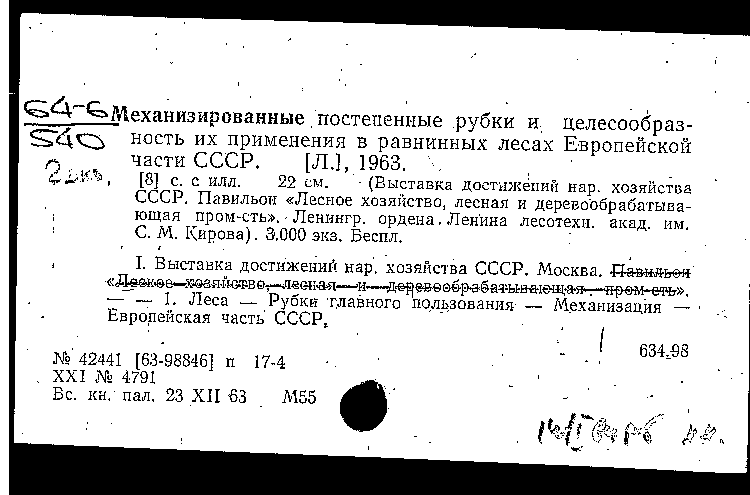 64-6
540
2 экз.
Механизированные постепенные рубки и целесообраз-
ность их применения в равнинных лесах Европейской
части СССР. [Л.], 1963.
[8] с. с илл. 22 см. (Выставка достижений нар. хозяйства
СССР. Павильон «Лесное хозяйство, лесная и деревообрабатыва-
ющая пром-сть». Ленингр. ордена Ленина лесотехн. акад. им.
С. М. Кирова). 3.000 экз. Беспл.
I. Выставка достижений нар. хозяйства СССР. Москва. Павильон
«Лесное хозяйство, лесная и деревообрабатывающая пром-сть».
— — 1. Леса — Рубки главного пользования — Механизация —
Европейская часть СССР.
634.98
№ 42441 [63-98846] п 17-4
XXI № 4791
Вс. кн. пал. 23 XII 63 М55